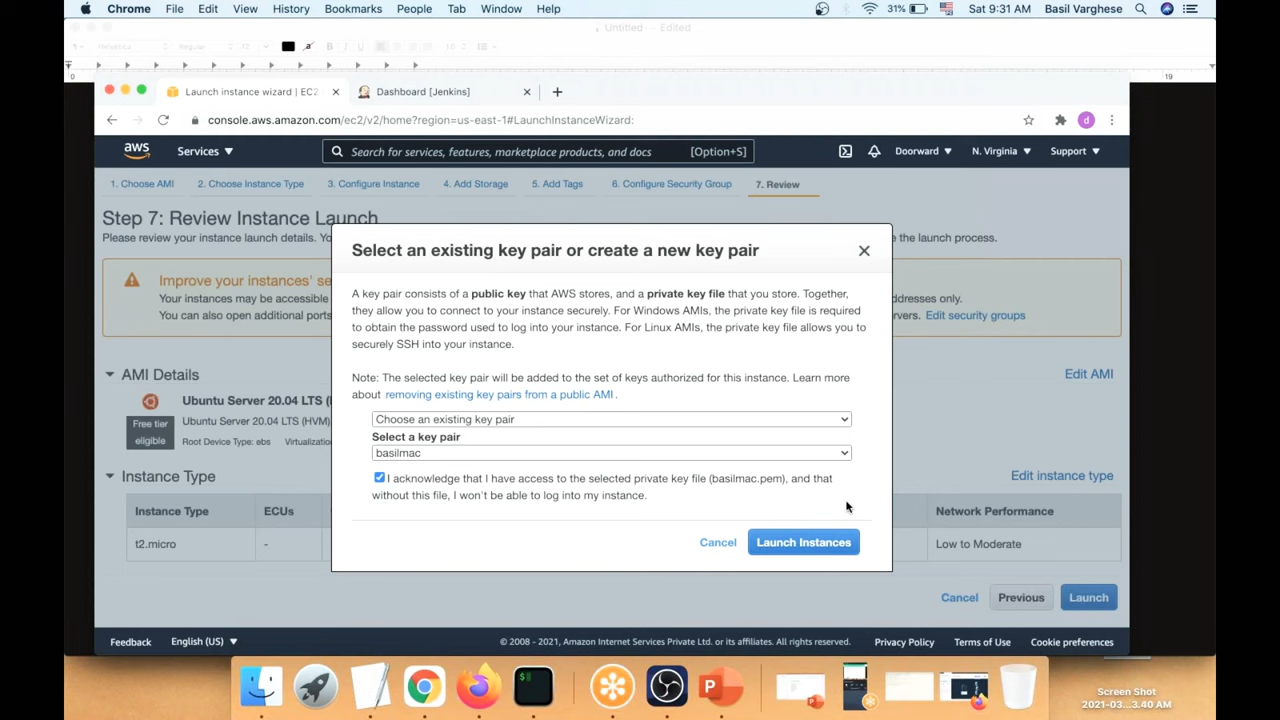 Chrome File Edit View History Bookmarks People Tab Window Help 31% Sat 9:31 AM Basil Varghese
Untitled — Edited
Helvetica Regular 12 B I U 1.0
0 19
Launch instance wizard | EC2 Dashboard [Jenkins]
console.aws.amazon.com/ec2/v2/home?region=us-east-1#LaunchInstanceWizard: d
aws Services Search for services, features, marketplace products, and docs [Option+S] Doorward N. Virginia Support
1. Choose AMI 2. Choose Instance Type 3. Configure Instance 4. Add Storage 5. Add Tags 6. Configure Security Group 7. Review
Step 7: Review Instance Launch
Please review your instance launch details. Yo e the launch process.
Improve your instances' se
Your instances may be accessible ddresses only.
You can also open additional ports rvers. Edit security groups
Select an existing key pair or create a new key pair
A key pair consists of a public key that AWS stores, and a private key file that you store. Together,
they allow you to connect to your instance securely. For Windows AMIs, the private key file is required
to obtain the password used to log into your instance. For Linux AMIs, the private key file allows you to
securely SSH into your instance.
Note: The selected key pair will be added to the set of keys authorized for this instance. Learn more
about removing existing key pairs from a public AMI .
Choose an existing key pair
Select a key pair
basilmac
I acknowledge that I have access to the selected private key file (basilmac.pem), and that
without this file, I won't be able to log into my instance.
Cancel Launch Instances
AMI Details Edit AMI
Ubuntu Server 20.04 LTS (
Free tier
eligible
Ubuntu Server 20.04 LTS (HVM)
Root Device Type: ebs Virtualizatio
Instance Type Edit instance type
Instance Type ECUs Network Performance
t2.micro - Low to Moderate
Cancel Previous Launch
Feedback English (US) © 2008 - 2021, Amazon Internet Services Private Ltd. or its affiliates. All rights reserved. Privacy Policy Terms of Use Cookie preferences
$
P
Screen Shot
2021-03...3.40 AM